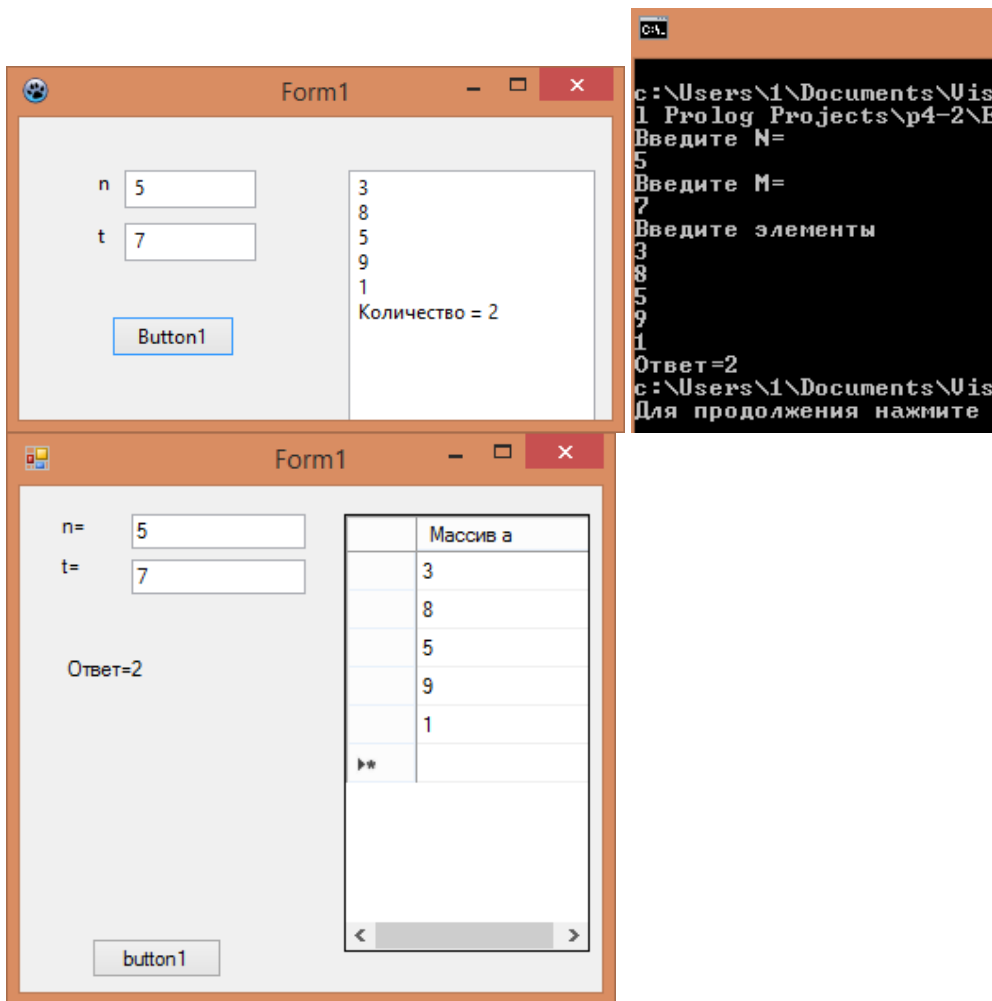 Form1
n 5
t 7
Button1
3
8
5
9
1
Количество = 2
c:\Users\1\Documents\Vis
l Prolog Projects\p4-2\E
Введите N=
5
Введите M=
7
Введите элементы
3
8
5
9
1
Ответ=2
c:\Users\1\Documents\Vis
Для продолжения нажмите
Form1
n= 5
t= 7
Ответ=2
button1
Массив a
3
8
5
9
1